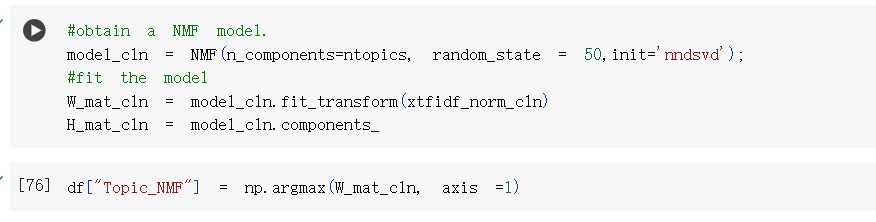 #obtain a NMF model.
model_cln = NMF(n_components=ntopics, random_state = 50,init='nndsvd');
#fit the model
W_mat_cln = model_cln.fit_transform(xtfidf_norm_cln)
H_mat_cln = model_cln.components_
[76] df["Topic_NMF"] = np.argmax(W_mat_cln, axis =1)